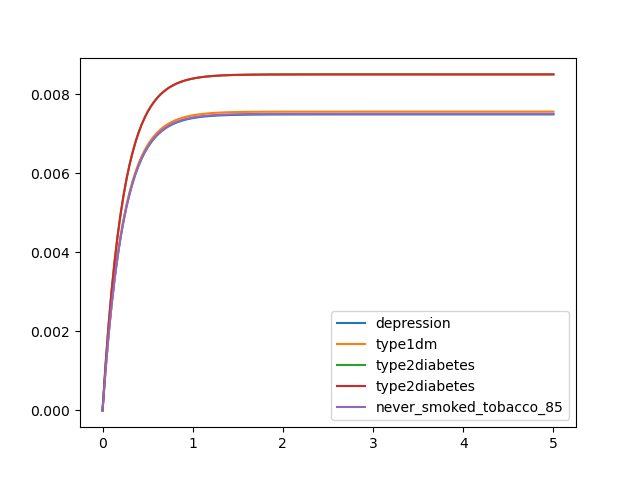 0.008
0.006
0.004
0.002
0.000
depression
type1dm
type2diabetes
type2diabetes
never_smoked_tobacco_85
0 1 2 3 4 5